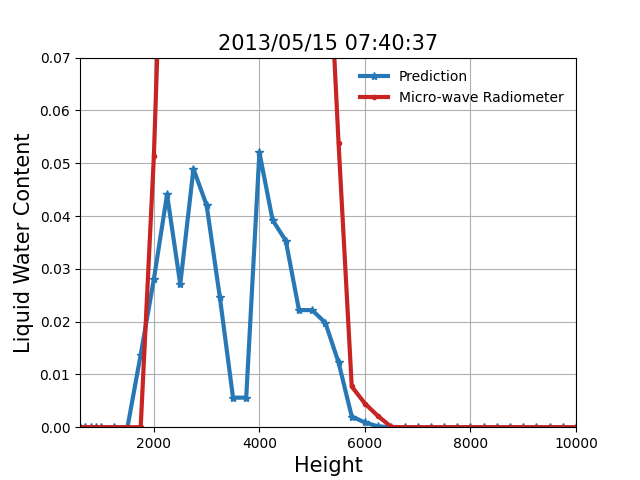 2013/05/15 07:40:37
0.07
0.06
0.05
0.04
0.03
0.02
0.01
0.00
Liquid Water Content
Prediction
Micro-wave Radiometer
2000 4000 6000 8000 10000
Height